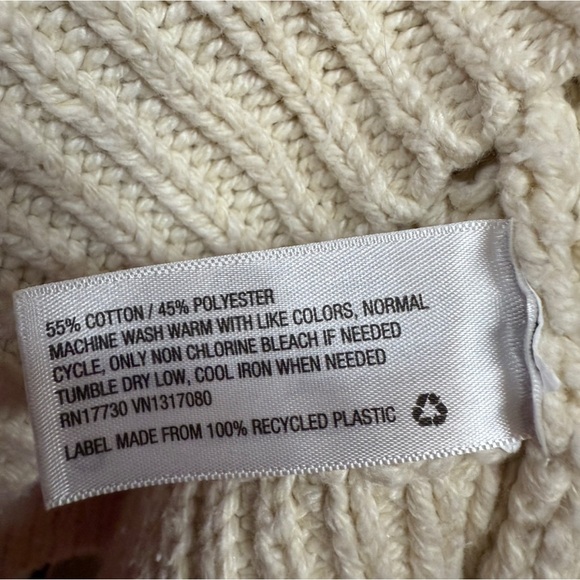 55% COTTON / 45% POLYESTER
MACHINE WASH WARM WITH LIKE COLORS, NORMAL
CYCLE, ONLY NON CHLORINE BLEACH IF NEEDED
TUMBLE DRY LOW, COOL IRON WHEN NEEDED
RN17730 VN1317080
LABEL MADE FROM 100% RECYCLED PLASTIC